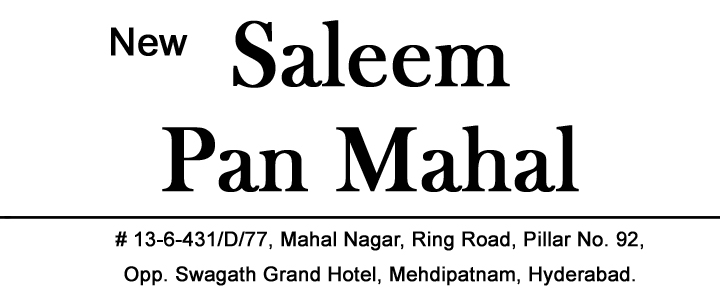 New Saleem
Pan Mahal
# 13-6-431/D/77, Mahal Nagar, Ring Road, Pillar No. 92,
Opp. Swagath Grand Hotel, Mehdipatnam, Hyderabad.